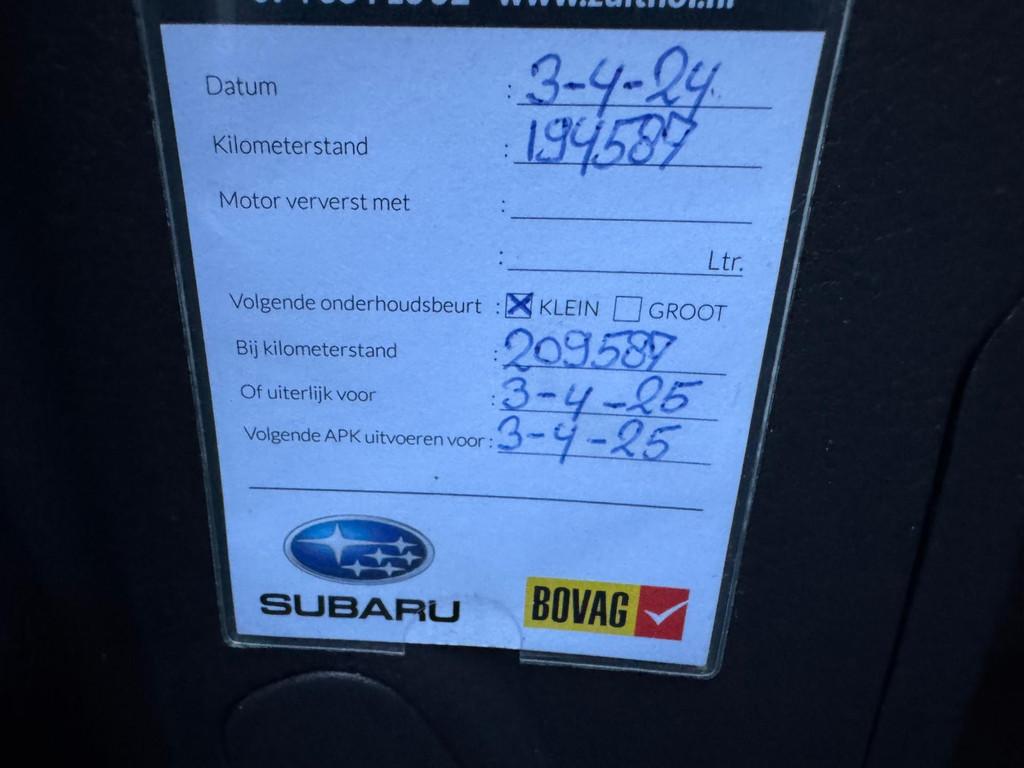 Datum : 3-4-24
Kilometerstand : 194587
Motor ververst met :
: Ltr.
Volgende onderhoudsbeurt : ☒ KLEIN ☐ GROOT
Bij kilometerstand : 209587
Of uiterlijk voor : 3-4-25
Volgende APK uitvoeren voor : 3-4-25
SUBARU
BOVAG